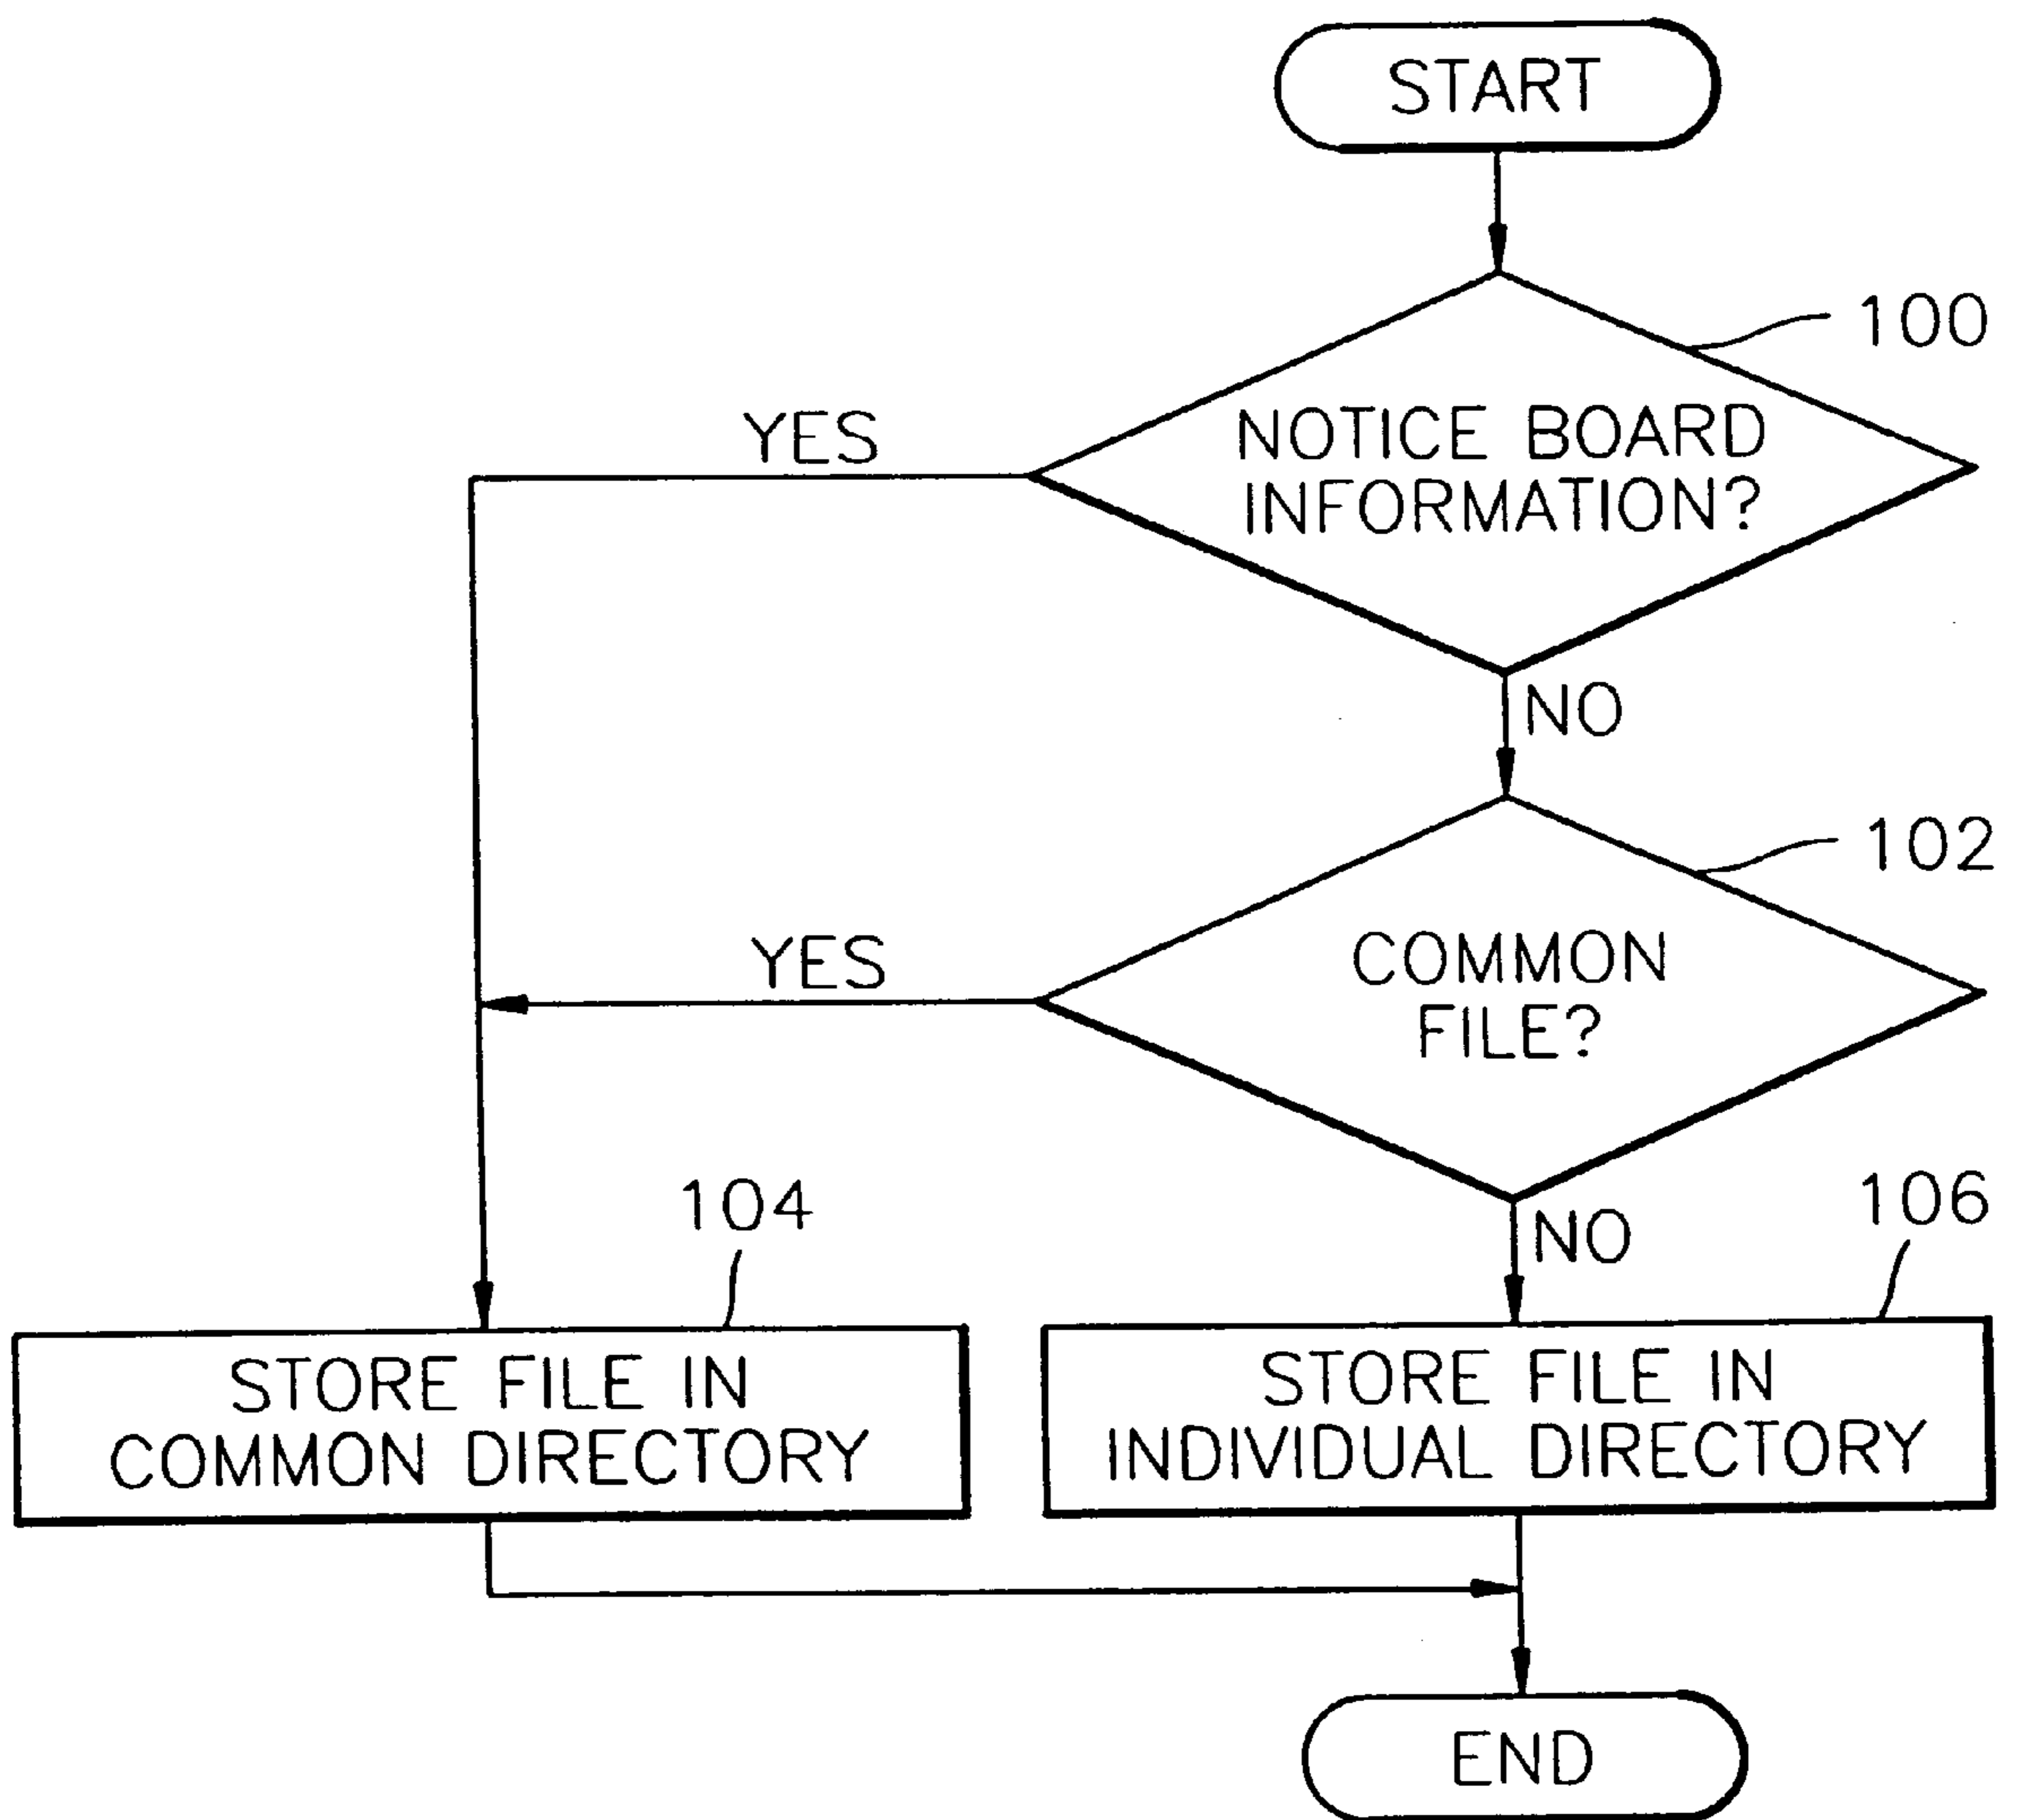 START
100
NOTICE BOARD
INFORMATION?
YES
NO
102
COMMON
FILE?
YES
NO
104
106
STORE FILE IN
COMMON DIRECTORY
STORE FILE IN
INDIVIDUAL DIRECTORY
END